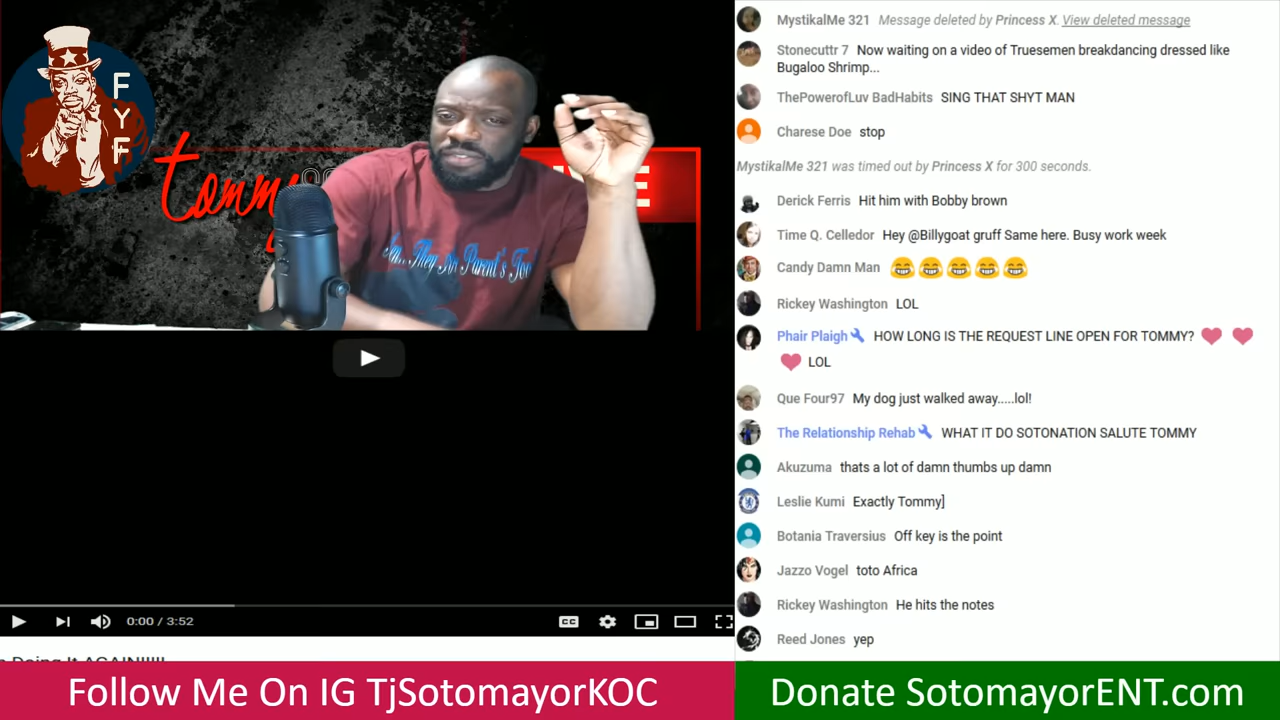 FYF
tommy
MystikalMe 321 Message deleted by Princess X. View deleted message
Stonecuttr 7 Now waiting on a video of Truesemen breakdancing dressed like
Bugaloo Shrimp...
ThePowerofLuv BadHabits SING THAT SHYT MAN
Charese Doe stop
MystikalMe 321 was timed out by Princess X for 300 seconds.
Derick Ferris Hit him with Bobby brown
Time Q. Celledor Hey @Billygoat gruff Same here. Busy work week
Candy Damn Man 😂😂😂😂😂
Rickey Washington LOL
Phair Plaigh HOW LONG IS THE REQUEST LINE OPEN FOR TOMMY? ❤ ❤
❤ LOL
Que Four97 My dog just walked away.....lol!
The Relationship Rehab WHAT IT DO SOTONATION SALUTE TOMMY
Akuzuma thats a lot of damn thumbs up damn
Leslie Kumi Exactly Tommy]
Botania Traversius Off key is the point
Jazzo Vogel toto Africa
Rickey Washington He hits the notes
Reed Jones yep
0:00 / 3:52
CC
Doing It AGAIN!!!!!
Follow Me On IG TjSotomayorKOC
Donate SotomayorENT.com